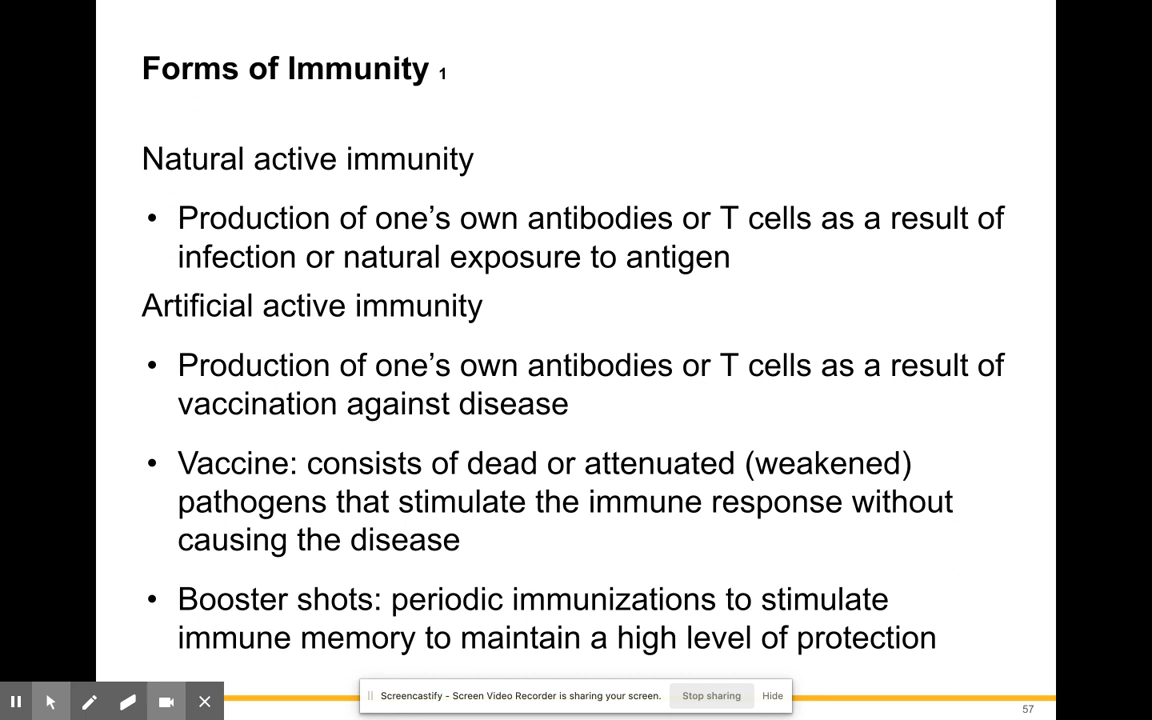 Forms of Immunity 1
Natural active immunity
• Production of one’s own antibodies or T cells as a result of
infection or natural exposure to antigen
Artificial active immunity
• Production of one’s own antibodies or T cells as a result of
vaccination against disease
• Vaccine: consists of dead or attenuated (weakened)
pathogens that stimulate the immune response without
causing the disease
• Booster shots: periodic immunizations to stimulate
immune memory to maintain a high level of protection
Screencastify - Screen Video Recorder is sharing your screen. Stop sharing Hide
57